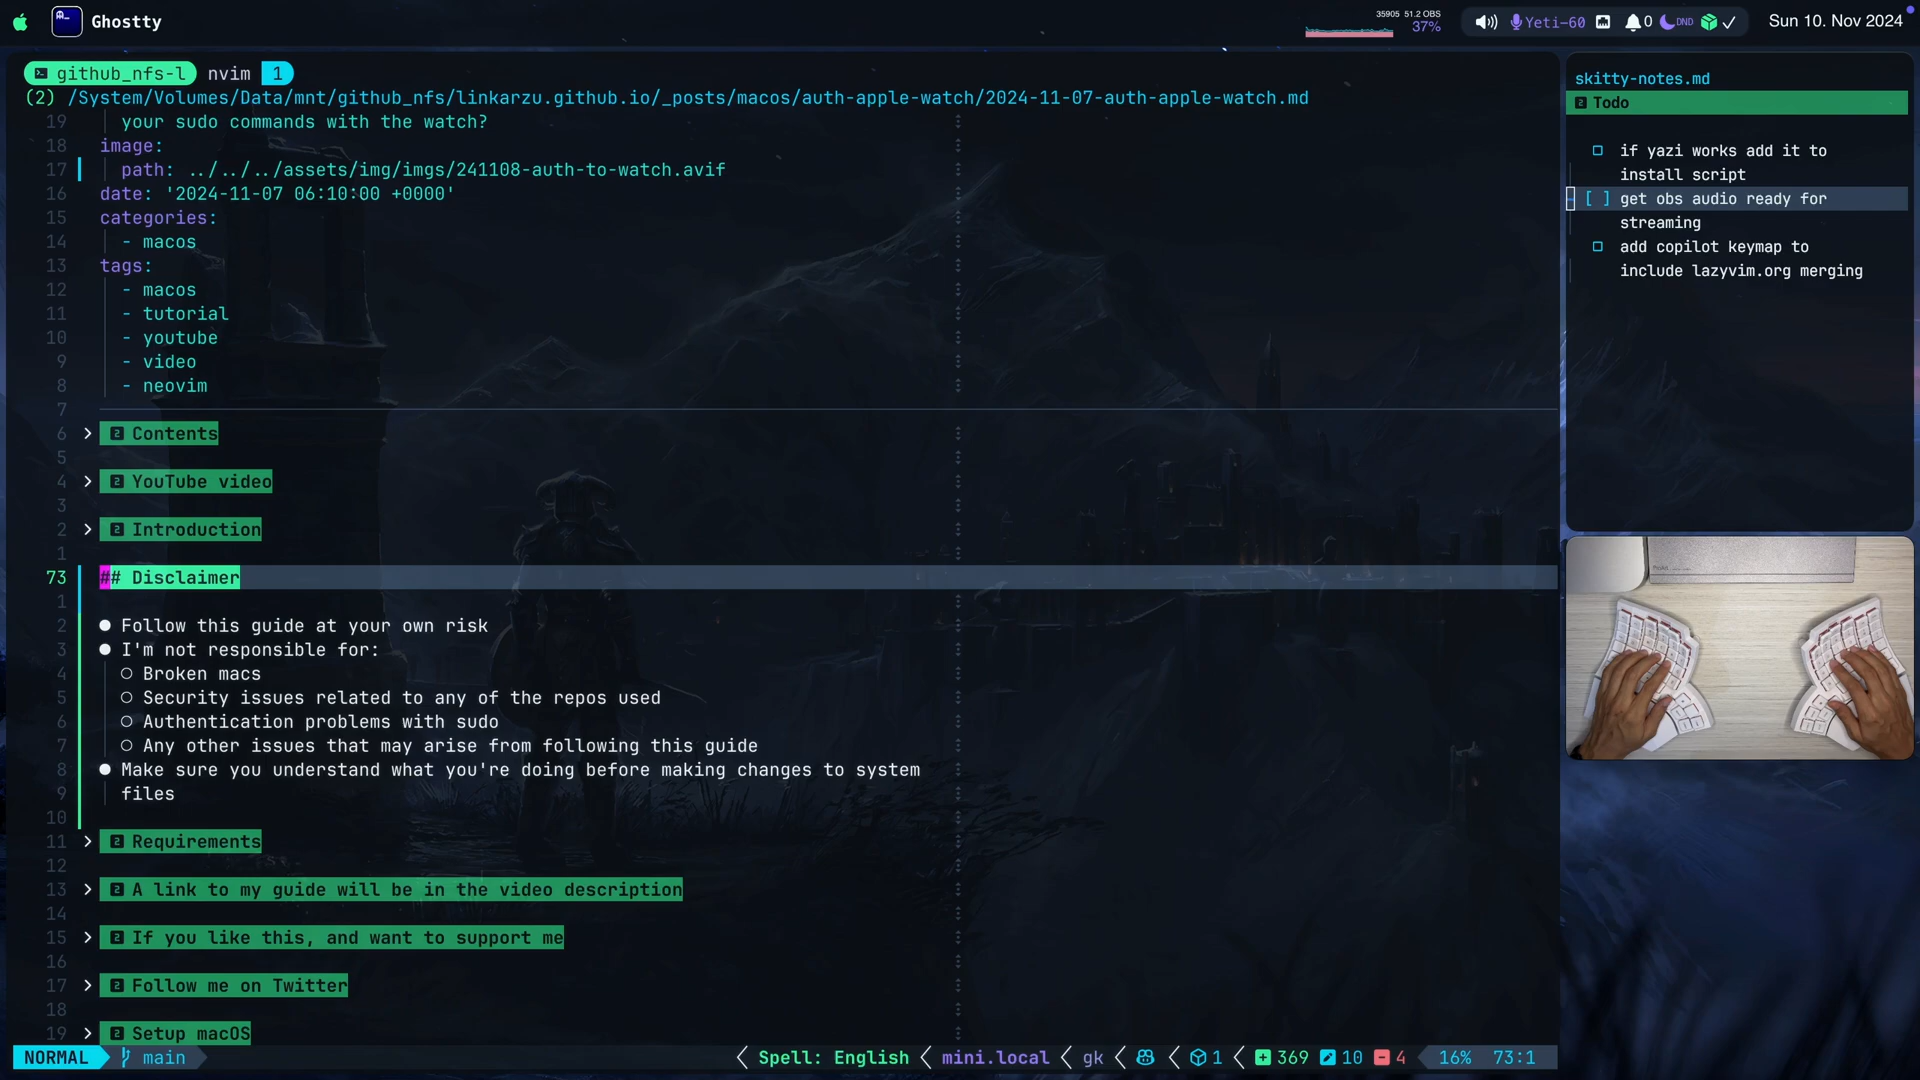 Ghostty
35905 51.2 OBS
37%
Yeti-60
0
DND
Sun 10. Nov 2024
github_nfs-l nvim 1
(2) /System/Volumes/Data/mnt/github_nfs/linkarzu.github.io/_posts/macos/auth-apple-watch/2024-11-07-auth-apple-watch.md
19 your sudo commands with the watch?
18 image:
17 path: ../../../assets/img/imgs/241108-auth-to-watch.avif
16 date: '2024-11-07 06:10:00 +0000'
15 categories:
14 - macos
13 tags:
12 - macos
11 - tutorial
10 - youtube
9 - video
8 - neovim
7
6 > 2 Contents
5
4 > 2 YouTube video
3
2 > 2 Introduction
1
73 ## Disclaimer
1
2 ● Follow this guide at your own risk
3 ● I'm not responsible for:
4 ○ Broken macs
5 ○ Security issues related to any of the repos used
6 ○ Authentication problems with sudo
7 ○ Any other issues that may arise from following this guide
8 ● Make sure you understand what you're doing before making changes to system
9 files
10
11 > 2 Requirements
12
13 > 2 A link to my guide will be in the video description
14
15 > 2 If you like this, and want to support me
16
17 > 2 Follow me on Twitter
18
19 > 2 Setup macOS
NORMAL main
Spell: English mini.local gk 1 369 10 4 16% 73:1
skitty-notes.md
2 Todo
if yazi works add it to
install script
[ ] get obs audio ready for
streaming
add copilot keymap to
include lazyvim.org merging